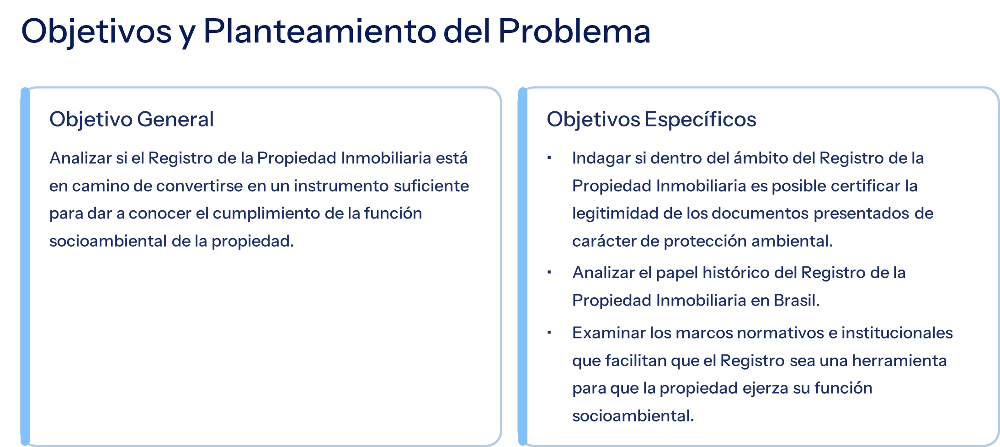 Objetivos y Planteamiento del Problema
Objetivo General
Analizar si el Registro de la Propiedad Inmobiliaria está
en camino de convertirse en un instrumento suficiente
para dar a conocer el cumplimiento de la función
socioambiental de la propiedad.
Objetivos Específicos
▪ Indagar si dentro del ámbito del Registro de la
Propiedad Inmobiliaria es posible certificar la
legitimidad de los documentos presentados de
carácter de protección ambiental.
▪ Analizar el papel histórico del Registro de la
Propiedad Inmobiliaria en Brasil.
▪ Examinar los marcos normativos e institucionales
que facilitan que el Registro sea una herramienta
para que la propiedad ejerza su función
socioambiental.